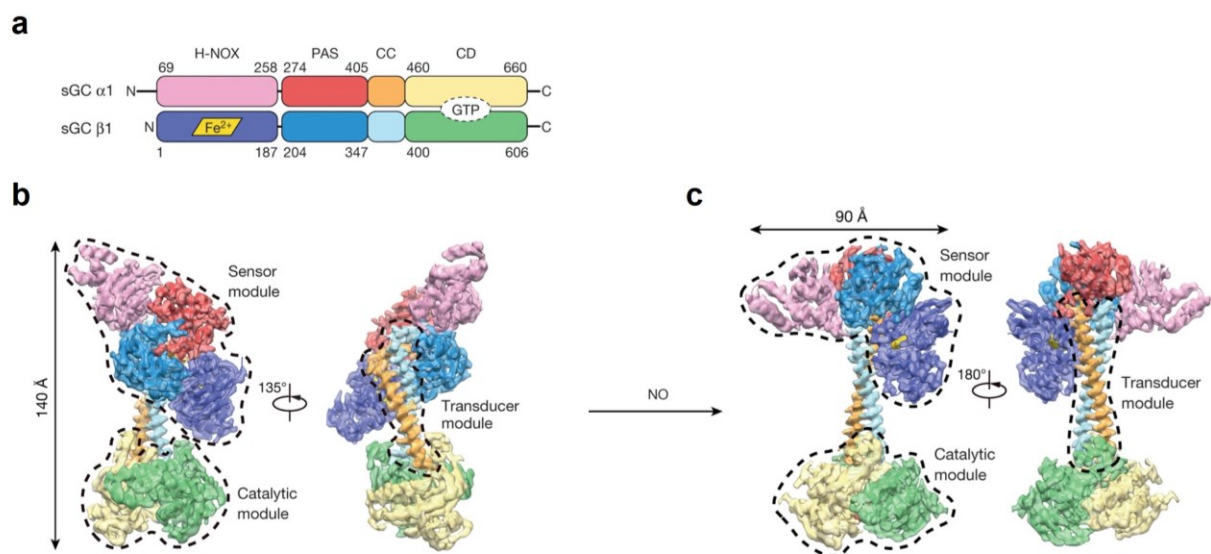 a
H-NOX PAS CC CD
69 258 274 405 460 660
sGC α1 N C
GTP
sGC β1 N Fe2+ C
1 187 204 347 400 606
b
140 Å
Sensor
module
135°
Transducer
module
Catalytic
module
NO
c
90 Å
Sensor
module
180°
Transducer
module
Catalytic
module